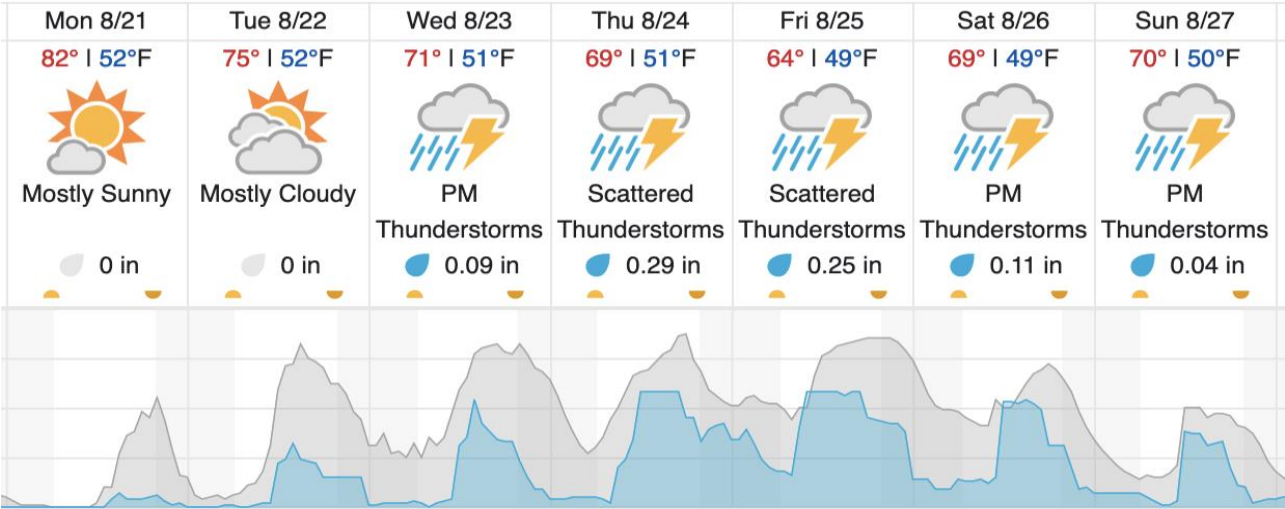 Mon 8/21 Tue 8/22 Wed 8/23 Thu 8/24 Fri 8/25 Sat 8/26 Sun 8/27
82° | 52°F 75° | 52°F 71° | 51°F 69° | 51°F 64° | 49°F 69° | 49°F 70° | 50°F
Mostly Sunny Mostly Cloudy PM Scattered Scattered PM PM
Thunderstorms Thunderstorms Thunderstorms Thunderstorms Thunderstorms
0 in 0 in 0.09 in 0.29 in 0.25 in 0.11 in 0.04 in